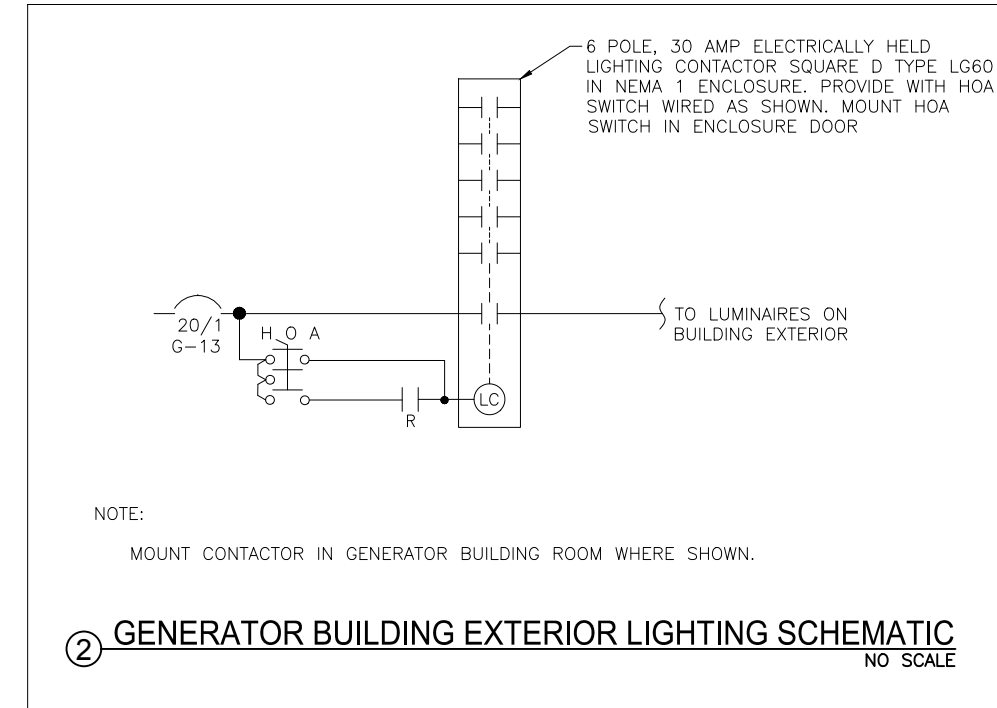 6 POLE, 30 AMP ELECTRICALLY HELD
LIGHTING CONTACTOR SQUARE D TYPE LG60
IN NEMA 1 ENCLOSURE. PROVIDE WITH HOA
SWITCH WIRED AS SHOWN. MOUNT HOA
SWITCH IN ENCLOSURE DOOR
TO LUMINAIRES ON
BUILDING EXTERIOR
20/1
G-13
H O A
R
LC
NOTE:
MOUNT CONTACTOR IN GENERATOR BUILDING ROOM WHERE SHOWN.
2 GENERATOR BUILDING EXTERIOR LIGHTING SCHEMATIC
NO SCALE